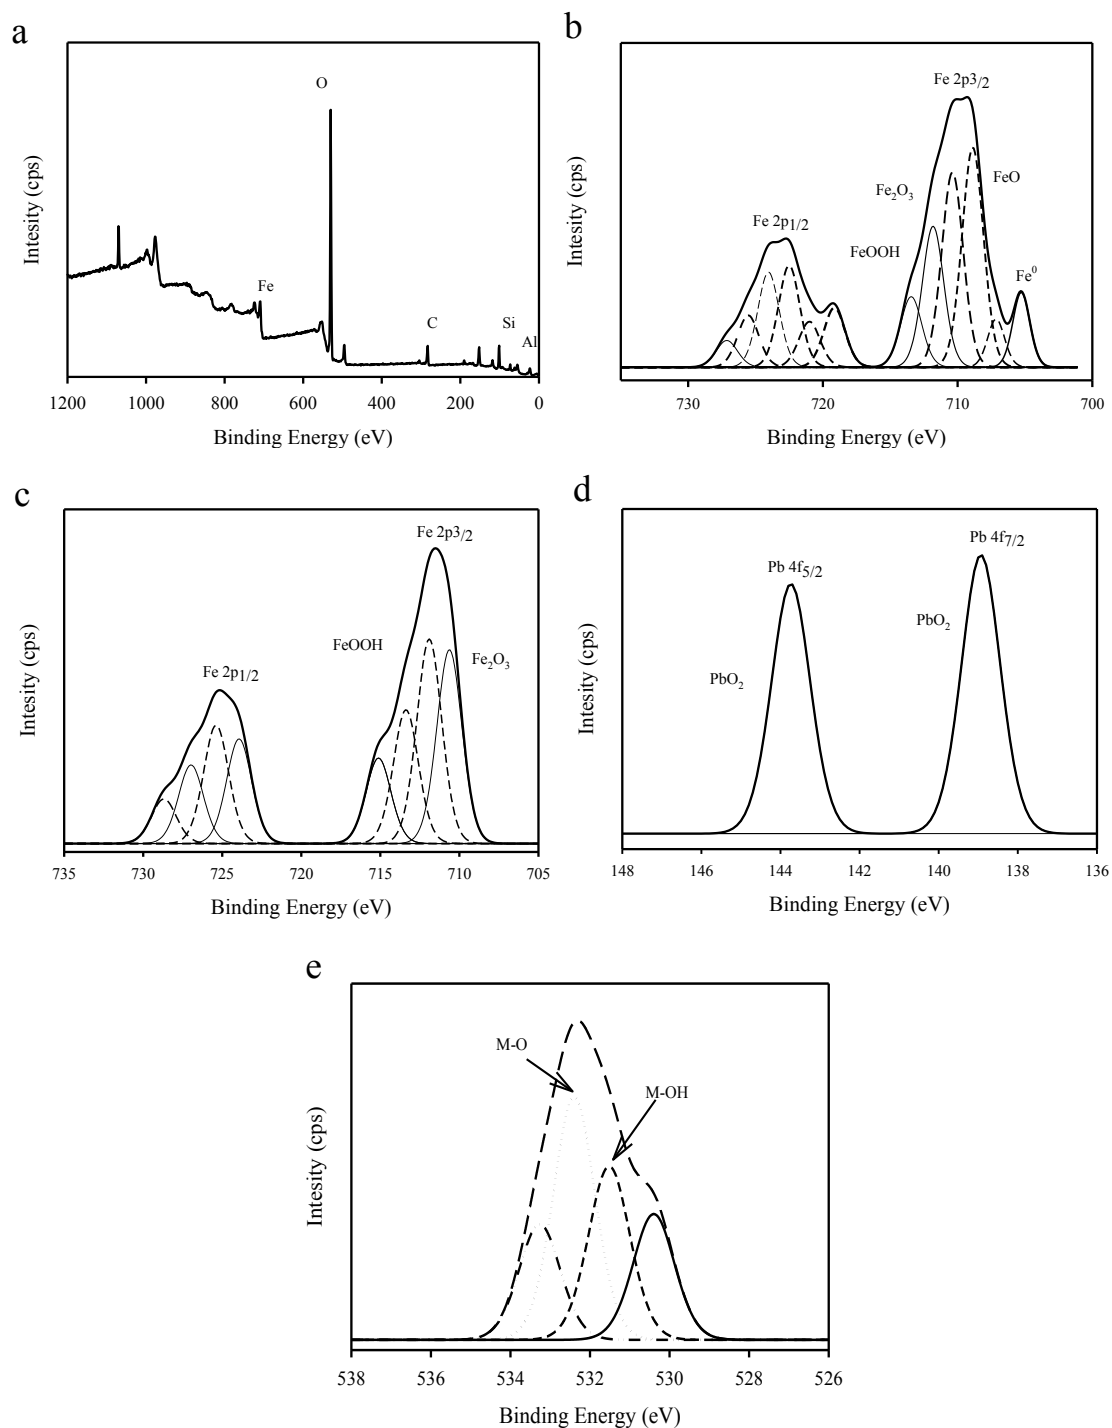 a
O
Fe
C
Si
Al
Intesity (cps)
1200 1000 800 600 400 200 0
Binding Energy (eV)
b
Fe 2p3/2
Fe2O3
FeO
Fe 2p1/2
FeOOH
Fe0
Intesity (cps)
730 720 710 700
Binding Energy (eV)
c
Fe 2p3/2
FeOOH
Fe2O3
Fe 2p1/2
Intesity (cps)
735 730 725 720 715 710 705
Binding Energy (eV)
d
Pb 4f7/2
Pb 4f5/2
PbO2
PbO2
Intesity (cps)
148 146 144 142 140 138 136
Binding Energy (eV)
e
M-O
M-OH
Intesity (cps)
538 536 534 532 530 528 526
Binding Energy (eV)